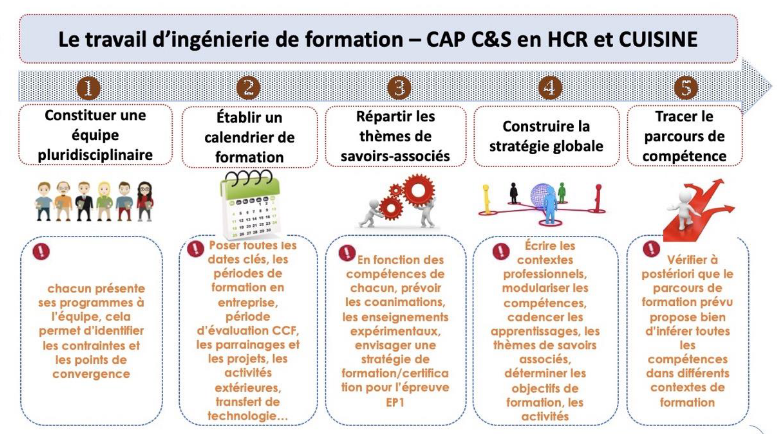 Le travail d’ingénierie de formation – CAP C&S en HCR et CUISINE
1
2
3
4
5
Constituer une
équipe
pluridisciplinaire
Établir un
calendrier de
formation
Répartir les
thèmes de
savoirs-associés
Construire la
stratégie globale
Tracer le
parcours de
compétence
chacun présente
ses programmes à
l’équipe, cela
permet d’identifier
les contraintes et
les points de
convergence
Poser toutes les
dates clés, les
périodes de
formation en
entreprise,
période
d’évaluation CCF,
les parrainages et
les projets, les
activités
extérieures,
transfert de
technologie...
En fonction des
compétences de
chacun, prévoir
les coanimations,
les enseignements
expérimentaux,
envisager une
stratégie de
formation/certifica
tion pour l’épreuve
EP1
Écrire les
contextes
professionnels,
modulariser les
compétences,
cadencer les
apprentissages, les
thèmes de savoirs
associés,
déterminer les
objectifs de
formation, les
activités
Vérifier à
postériori que le
parcours de
formation prévu
propose bien
d’inférer toutes
les
compétences
dans différents
contextes de
formation